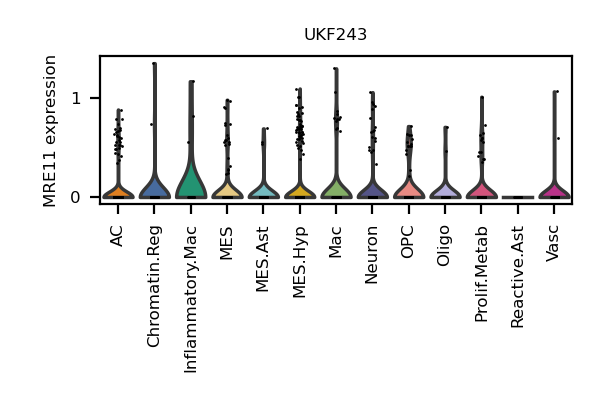 UKF243
MRE11 expression
1
0
AC
Chromatin.Reg
Inflammatory.Mac
MES
MES.Ast
MES.Hyp
Mac
Neuron
OPC
Oligo
Prolif.Metab
Reactive.Ast
Vasc